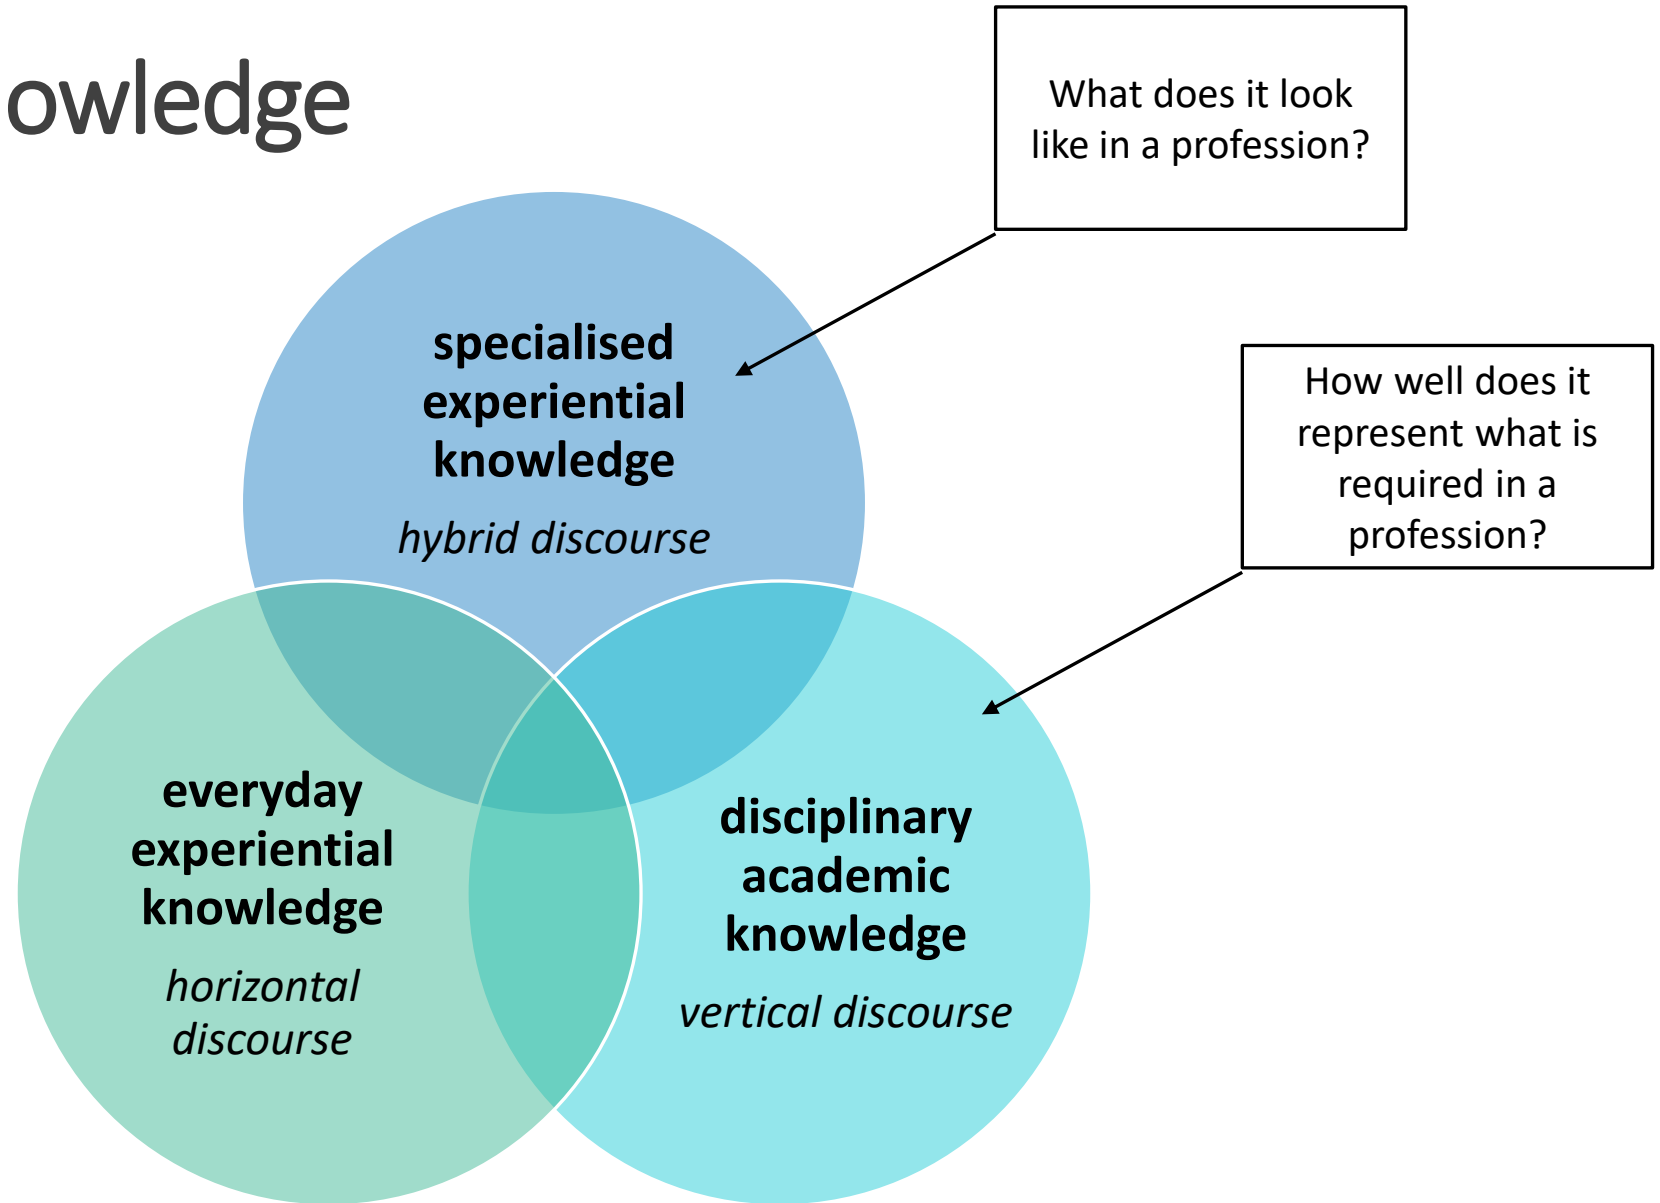 owledge
What does it look
like in a profession?
specialised
experiential
knowledge
hybrid discourse
How well does it
represent what is
required in a
profession?
everyday
experiential
knowledge
horizontal
discourse
disciplinary
academic
knowledge
vertical discourse